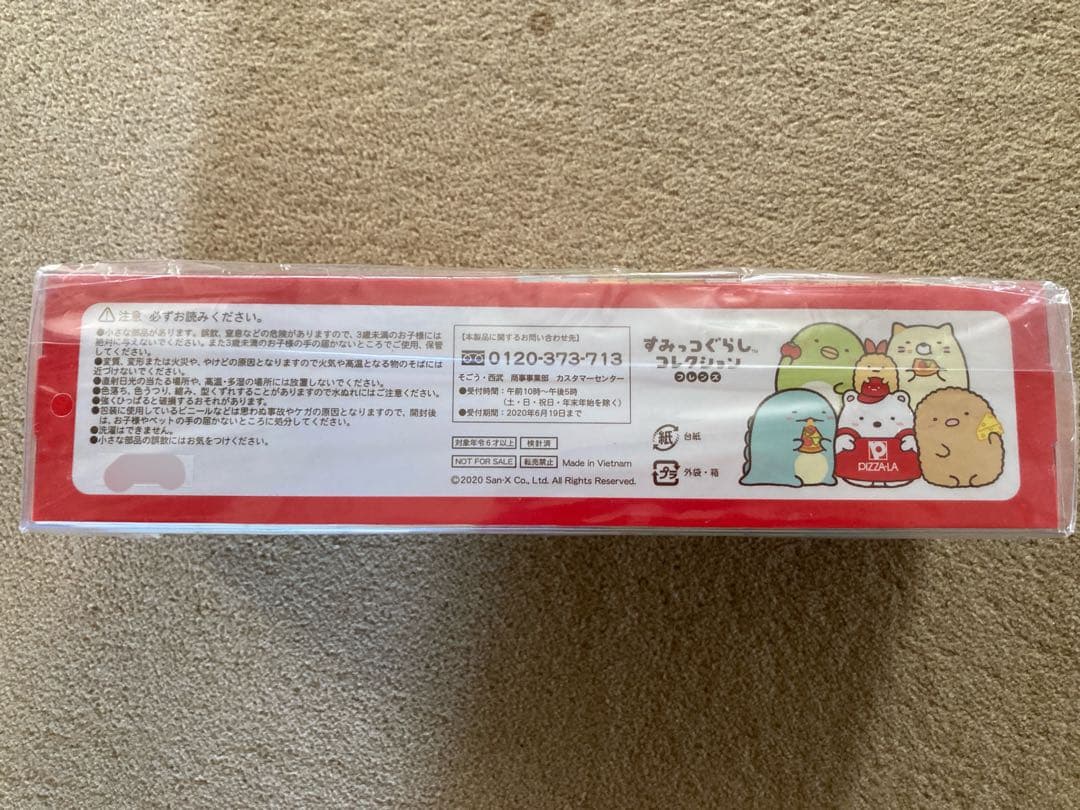 注意 必ずお読みください。
●小さな部品があります。誤飲、窒息などの危険がありますので、3歳未満のお子様には
絶対に与えないでください。また3歳未満のお子様の手の届かないところでご使用、保管
してください。
●変質、変形または火災や、やけどの原因となりますので火気や高温となる物のそばには
近づけないでください。
●直射日光の当たる場所や、高温・多湿の場所には放置しないでください。
●色落ち、色うつり、縮み、型くずれすることがありますので水ぬれにはご注意ください。
●強くひっぱると破損するおそれがあります。
●包装に使用しているビニールなどは思わぬ事故やケガの原因となりますので、開封後
は、お子様やペットの手の届かないところに処分してください。
●洗濯はできません。
●小さな部品の誤飲にはお気をつけください。
【本製品に関するお問い合わせ先】
0120-373-713
そごう・西武 商事事業部 カスタマーセンター
●受付時間：午前10時〜午後5時
（土・日・祝日・年末年始を除く）
●受付期間：2020年6月19日まで
対象年令6才以上 検針済
NOT FOR SALE 転売禁止 Made in Vietnam
©2020 San-X Co., Ltd. All Rights Reserved.
すみっコぐらし™
コレクション
フレンズ
紙 台紙
プラ 外袋・箱
PIZZA-LA